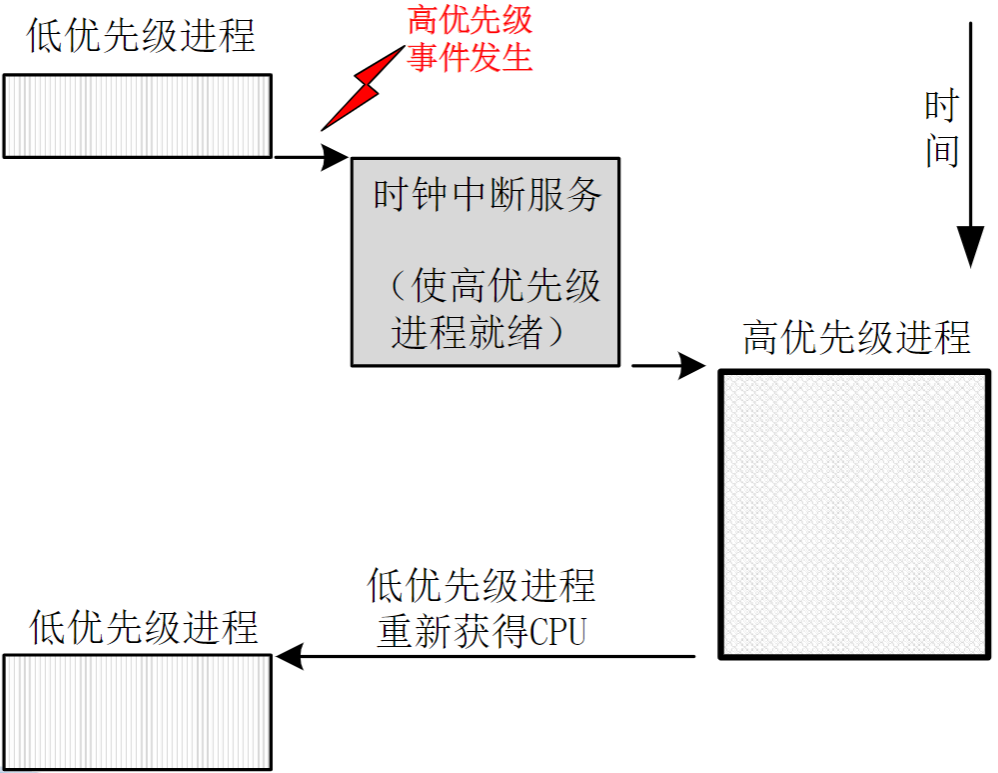 低优先级进程
高优先级
事件发生
时
间
时钟中断服务
（使高优先级
进程就绪）
高优先级进程
低优先级进程
重新获得CPU
低优先级进程